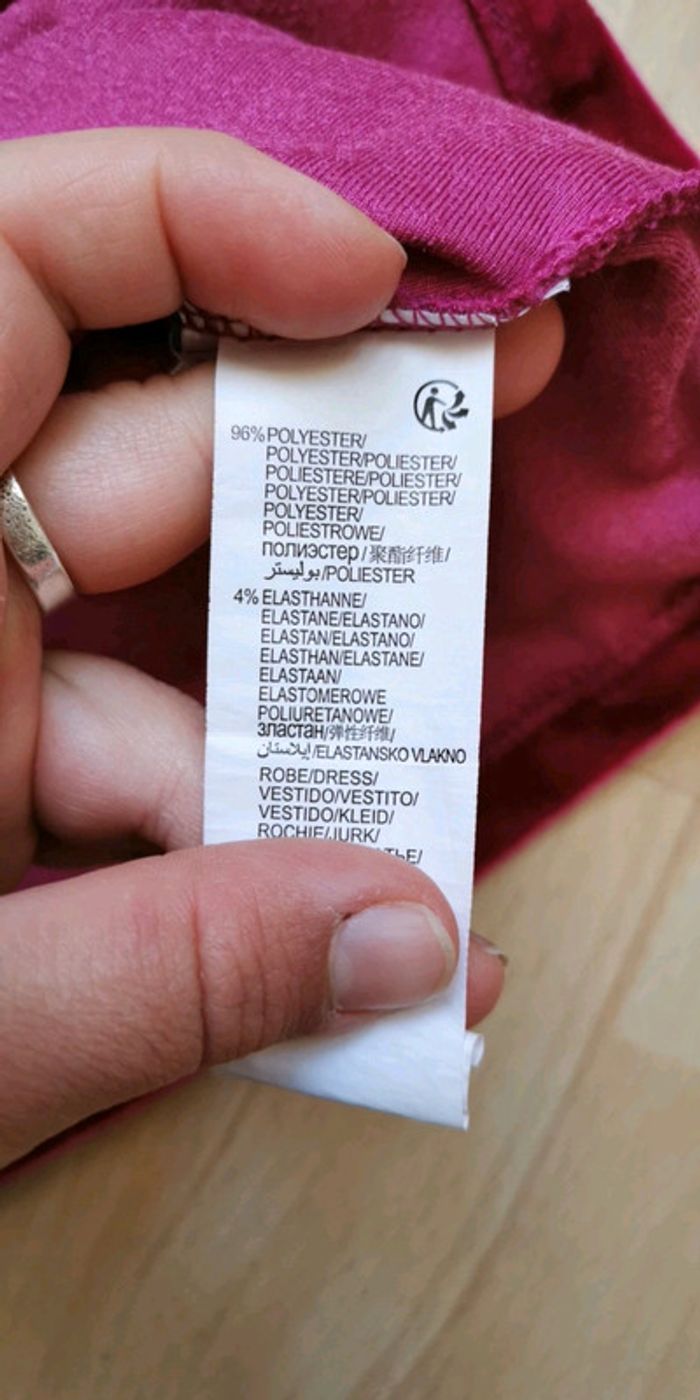 96% POLYESTER/
POLYESTER/POLIESTER/
POLIESTERE/POLIESTER/
POLYESTER/POLIESTER/
POLYESTER/
POLIESTROWE/
полиэстер/聚酯纤维/
بوليستر/POLIESTER
4% ELASTHANNE/
ELASTANE/ELASTANO/
ELASTAN/ELASTANO/
ELASTHAN/ELASTANE/
ELASTAAN/
ELASTOMEROWE
POLIURETANOWE/
зластан/弹性纤维/
إيلاستان/ELASTANSKO VLAKNO
ROBE/DRESS/
VESTIDO/VESTITO/
VESTIDO/KLEID/
ROCHIE/JURK/